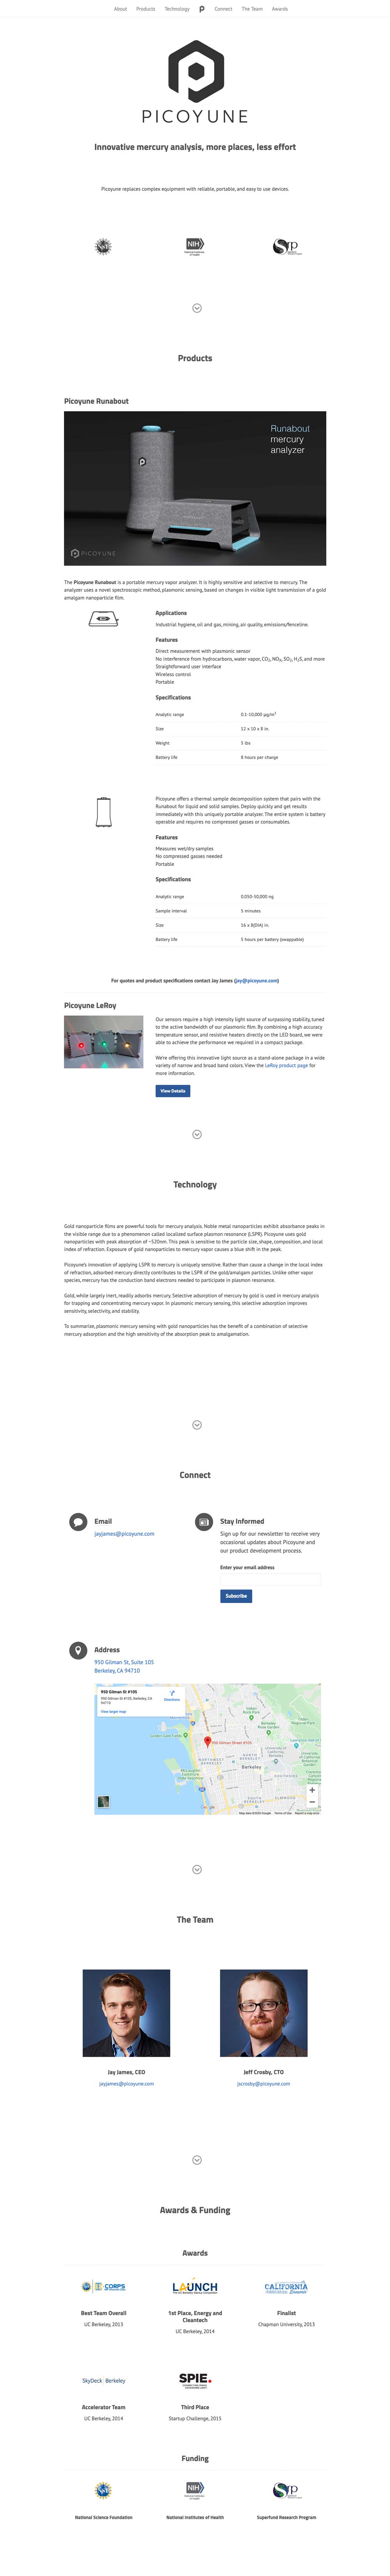 About Products Technology Connect The Team Awards
PICOYUNE
Innovative mercury analysis, more places, less effort
Picoyune replaces complex equipment with reliable, portable, and easy to use devices.
NIH
Srp
Products
Picoyune Runabout
Runabout
mercury
analyzer
PICOYUNE
The Picoyune Runabout is a portable mercury vapor analyzer. It is highly sensitive and selective to mercury. The
analyzer uses a novel spectroscopic method, plasmonic sensing, based on changes in visible light transmission of a gold
amalgam nanoparticle film.
Applications
Industrial hygiene, oil and gas, mining, air quality, emissions/fenceline.
Features
Direct measurement with plasmonic sensor
No interference from hydrocarbons, water vapor, CO₂, NOₓ, SO₂, H₂S, and more
Straightforward user interface
Wireless control
Portable
Specifications
Analytic range 0.1-10,000 µg/m³
Size 12 x 10 x 8 in.
Weight 5 lbs
Battery life 8 hours per charge
Picoyune offers a thermal sample decomposition system that pairs with the
Runabout for liquid and solid samples. Deploy quickly and get results
immediately with this uniquely portable analyzer. The entire system is battery
operable and requires no compressed gasses or consumables.
Features
Measures wet/dry samples
No compressed gasses needed
Portable
Specifications
Analytic range 0.050-50,000 ng
Sample interval 5 minutes
Size 16 x 8(DIA) in.
Battery life 5 hours per battery (swappable)
For quotes and product specifications contact Jay James (jay@picoyune.com)
Picoyune LeRoy
Our sensors require a high intensity light source of surpassing stability, tuned
to the active bandwidth of our plasmonic film. By combining a high accuracy
temperature sensor, and resistive heaters directly on the LED board, we were
able to achieve the performance we required in a compact package.
We're offering this innovative light source as a stand-alone package in a wide
variety of narrow and broad band colors. View the LeRoy product page for
more information.
View Details
Technology
Gold nanoparticle films are powerful tools for mercury analysis. Noble metal nanoparticles exhibit absorbance peaks in
the visible range due to a phenomenon called localized surface plasmon resonance (LSPR). Picoyune uses gold
nanoparticles with peak absorption of ~520nm. This peak is sensitive to the particle size, shape, composition, and local
index of refraction. Exposure of gold nanoparticles to mercury vapor causes a blue shift in the peak.
Picoyune's innovation of applying LSPR to mercury is uniquely sensitive. Rather than cause a change in the local index
of refraction, adsorbed mercury directly contributes to the LSPR of the gold/amalgam particles. Unlike other vapor
species, mercury has the conduction band electrons needed to participate in plasmon resonance.
Gold, while largely inert, readily adsorbs mercury. Selective adsorption of mercury by gold is used in mercury analysis
for trapping and concentrating mercury vapor. In plasmonic mercury sensing, this selective adsorption improves
sensitivity, selectivity, and stability.
To summarize, plasmonic mercury sensing with gold nanoparticles has the benefit of a combination of selective
mercury adsorption and the high sensitivity of the absorption peak to amalgamation.
Connect
Email
jayjames@picoyune.com
Stay Informed
Sign up for our newsletter to receive very
occasional updates about Picoyune and
our product development process.
Enter your email address
Subscribe
Address
950 Gilman St, Suite 105
Berkeley, CA 94710
950 Gilman St #105
950 Gilman St #105, Berkeley, CA
94710
Directions
View larger map
950 Gilman Street #105
Berkeley
The Team
Jay James, CEO
jayjames@picoyune.com
Jeff Crosby, CTO
jscrosby@picoyune.com
Awards & Funding
Awards
CORPS
LAUNCH
CALIFORNIA
Best Team Overall
UC Berkeley, 2013
1st Place, Energy and
Cleantech
UC Berkeley, 2014
Finalist
Chapman University, 2013
SkyDeck | Berkeley
SPIE.
Accelerator Team
UC Berkeley, 2014
Third Place
Startup Challenge, 2015
Funding
NIH
Srp
National Science Foundation
National Institutes of Health
Superfund Research Program